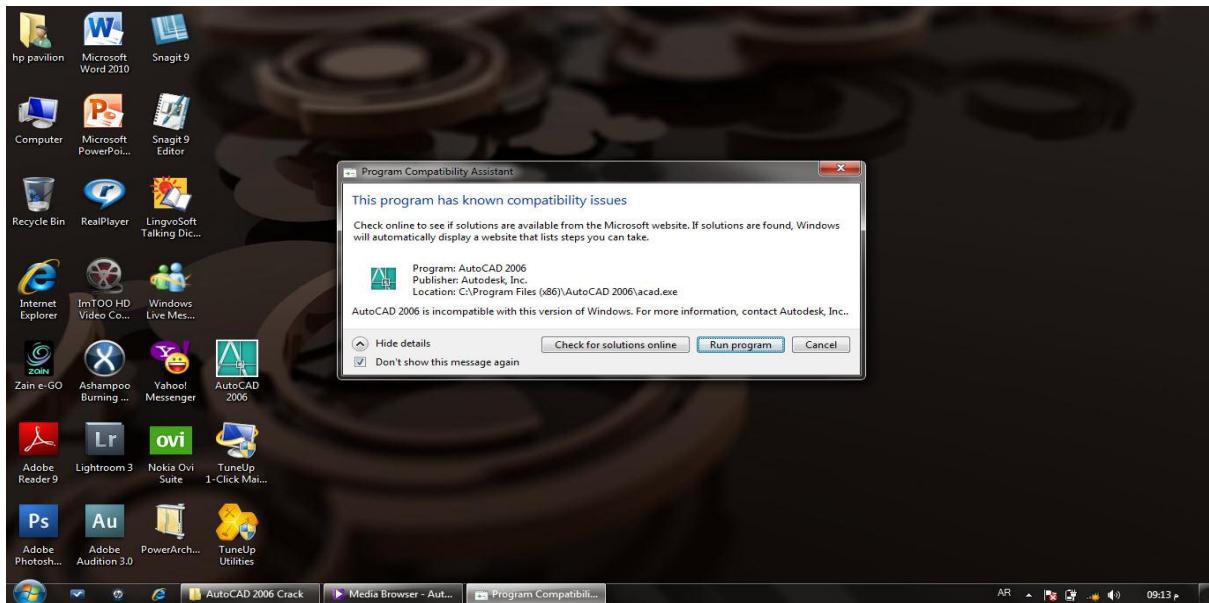 hp pavilion
Microsoft
Word 2010
Snagit 9
Computer
Microsoft
PowerPoi...
Snagit 9
Editor
Recycle Bin
RealPlayer
LingvoSoft
Talking Dic...
Internet
Explorer
ImTOO HD
Video Co...
Windows
Live Mes...
ZAIN
Zain e-GO
Ashampoo
Burning ...
Yahoo!
Messenger
AutoCAD
2006
Adobe
Reader 9
Lr
Lightroom 3
ovi
Nokia Ovi
Suite
TuneUp
1-Click Mai...
Ps
Adobe
Photosh...
Au
Adobe
Audition 3.0
PowerArch...
TuneUp
Utilities
Program Compatibility Assistant
This program has known compatibility issues
Check online to see if solutions are available from the Microsoft website. If solutions are found, Windows
will automatically display a website that lists steps you can take.
Program: AutoCAD 2006
Publisher: Autodesk, Inc.
Location: C:\Program Files (x86)\AutoCAD 2006\acad.exe
AutoCAD 2006 is incompatible with this version of Windows. For more information, contact Autodesk, Inc..
Hide details
Check for solutions online
Run program
Cancel
Don't show this message again
AutoCAD 2006 Crack
Media Browser - Aut...
Program Compatibili...
AR
09:13 م